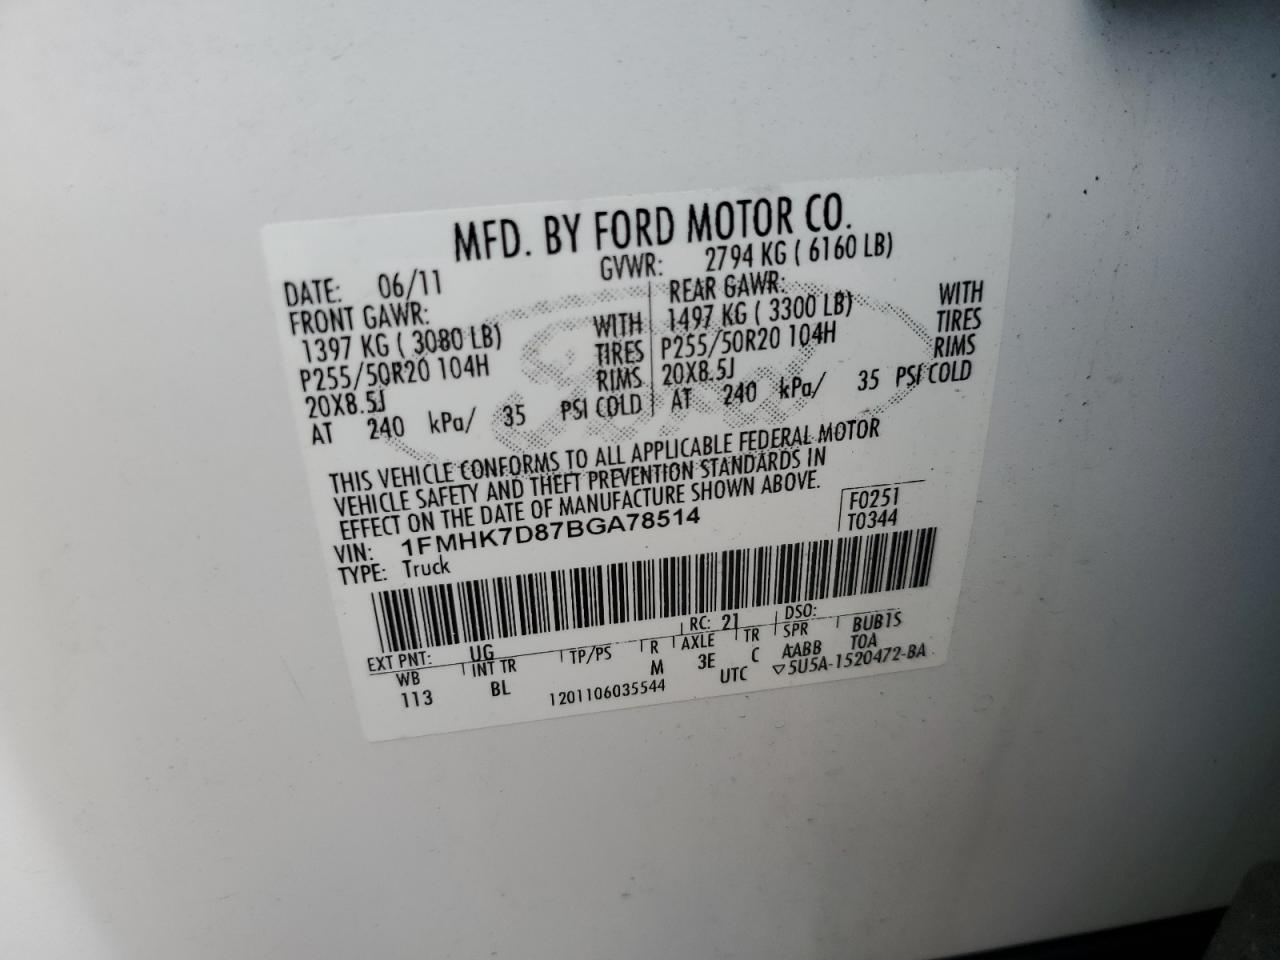 MFD. BY FORD MOTOR CO.
DATE: 06/11 GVWR: 2794 KG ( 6160 LB)
FRONT GAWR: REAR GAWR:
1397 KG ( 3080 LB) WITH 1497 KG ( 3300 LB) WITH
P255/50R20 104H TIRES P255/50R20 104H TIRES
20X8.5J RIMS 20X8.5J RIMS
AT 240 kPa/ 35 PSI COLD AT 240 kPa/ 35 PSI COLD
THIS VEHICLE CONFORMS TO ALL APPLICABLE FEDERAL MOTOR
VEHICLE SAFETY AND THEFT PREVENTION STANDARDS IN
EFFECT ON THE DATE OF MANUFACTURE SHOWN ABOVE.
VIN: 1FMHK7D87BGA78514 F0251
TYPE: Truck T0344
EXT PNT: UG RC: 21 DSO:
WB INT TR TP/PS R AXLE TR SPR BUB1S
113 BL M 3E C AABB TOA
1201106035544 UTC ▽5U5A-1520472-BA